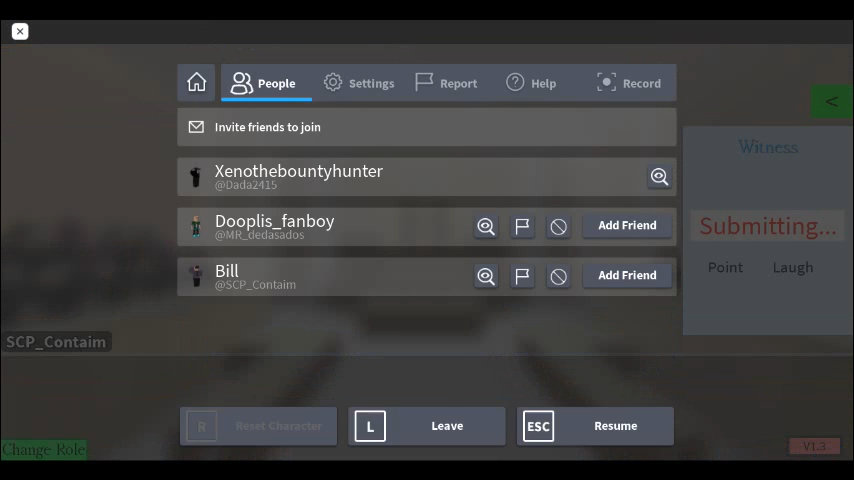 People
Settings
Report
Help
Record
Invite friends to join
<
Witness
Xenothebountyhunter
@Dada2415
Dooplis_fanboy
@MR_dedasados
Add Friend
Submitting...
Point Laugh
Bill
@SCP_Contaim
Add Friend
SCP_Contaim
R Reset Character
L Leave
ESC Resume
Change Role
V1.3